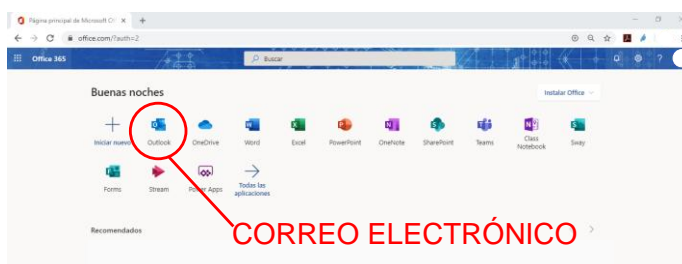 Página principal de Microsoft O
office.com/?auth=2
Office 365
Buscar
Buenas noches
Instalar Office
Iniciar nuevo
Outlook
OneDrive
Word
Excel
PowerPoint
OneNote
SharePoint
Teams
Class
Notebook
Sway
Forms
Stream
Power Apps
Todas las
aplicaciones
Recomendados
CORREO ELECTRÓNICO